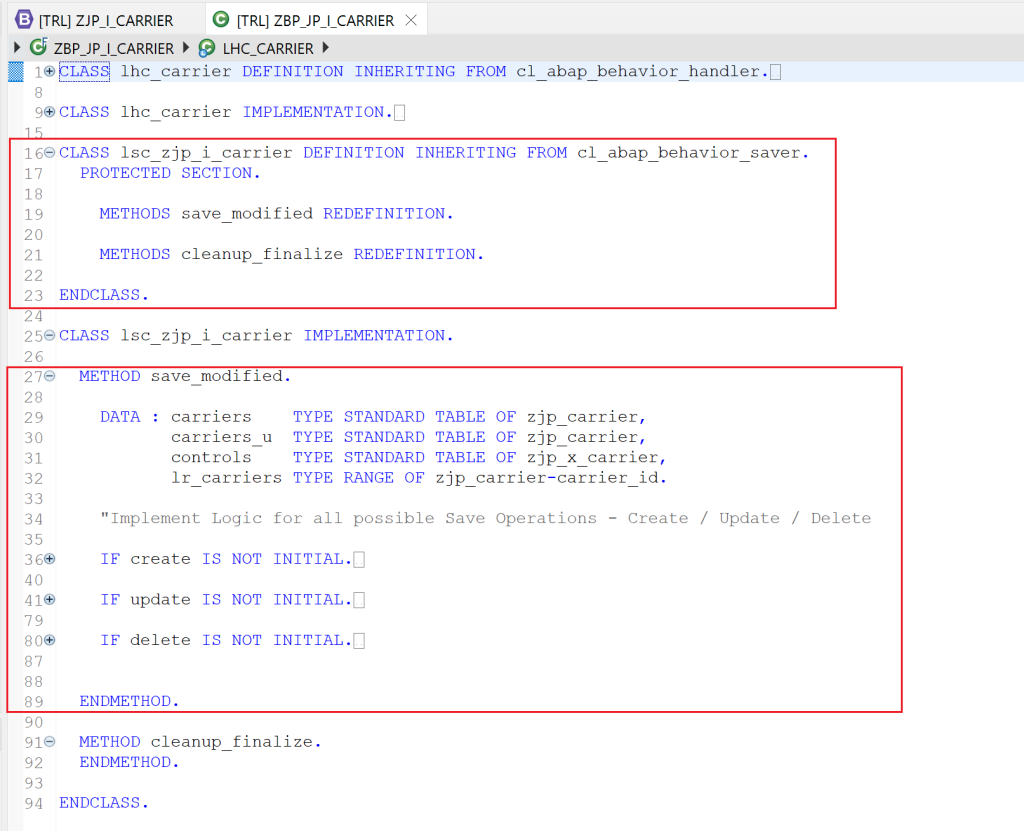 B [TRL] ZJP_I_CARRIER C [TRL] ZBP_JP_I_CARRIER
ZBP_JP_I_CARRIER LHC_CARRIER
1 CLASS lhc_carrier DEFINITION INHERITING FROM cl_abap_behavior_handler.
8
9 CLASS lhc_carrier IMPLEMENTATION.
15
16 CLASS lsc_zjp_i_carrier DEFINITION INHERITING FROM cl_abap_behavior_saver.
17 PROTECTED SECTION.
18
19 METHODS save_modified REDEFINITION.
20
21 METHODS cleanup_finalize REDEFINITION.
22
23 ENDCLASS.
24
25 CLASS lsc_zjp_i_carrier IMPLEMENTATION.
26
27 METHOD save_modified.
28
29 DATA : carriers TYPE STANDARD TABLE OF zjp_carrier,
30 carriers_u TYPE STANDARD TABLE OF zjp_carrier,
31 controls TYPE STANDARD TABLE OF zjp_x_carrier,
32 lr_carriers TYPE RANGE OF zjp_carrier-carrier_id.
33
34 "Implement Logic for all possible Save Operations - Create / Update / Delete
35
36 IF create IS NOT INITIAL.
40
41 IF update IS NOT INITIAL.
79
80 IF delete IS NOT INITIAL.
87
88
89 ENDMETHOD.
90
91 METHOD cleanup_finalize.
92 ENDMETHOD.
93
94 ENDCLASS.